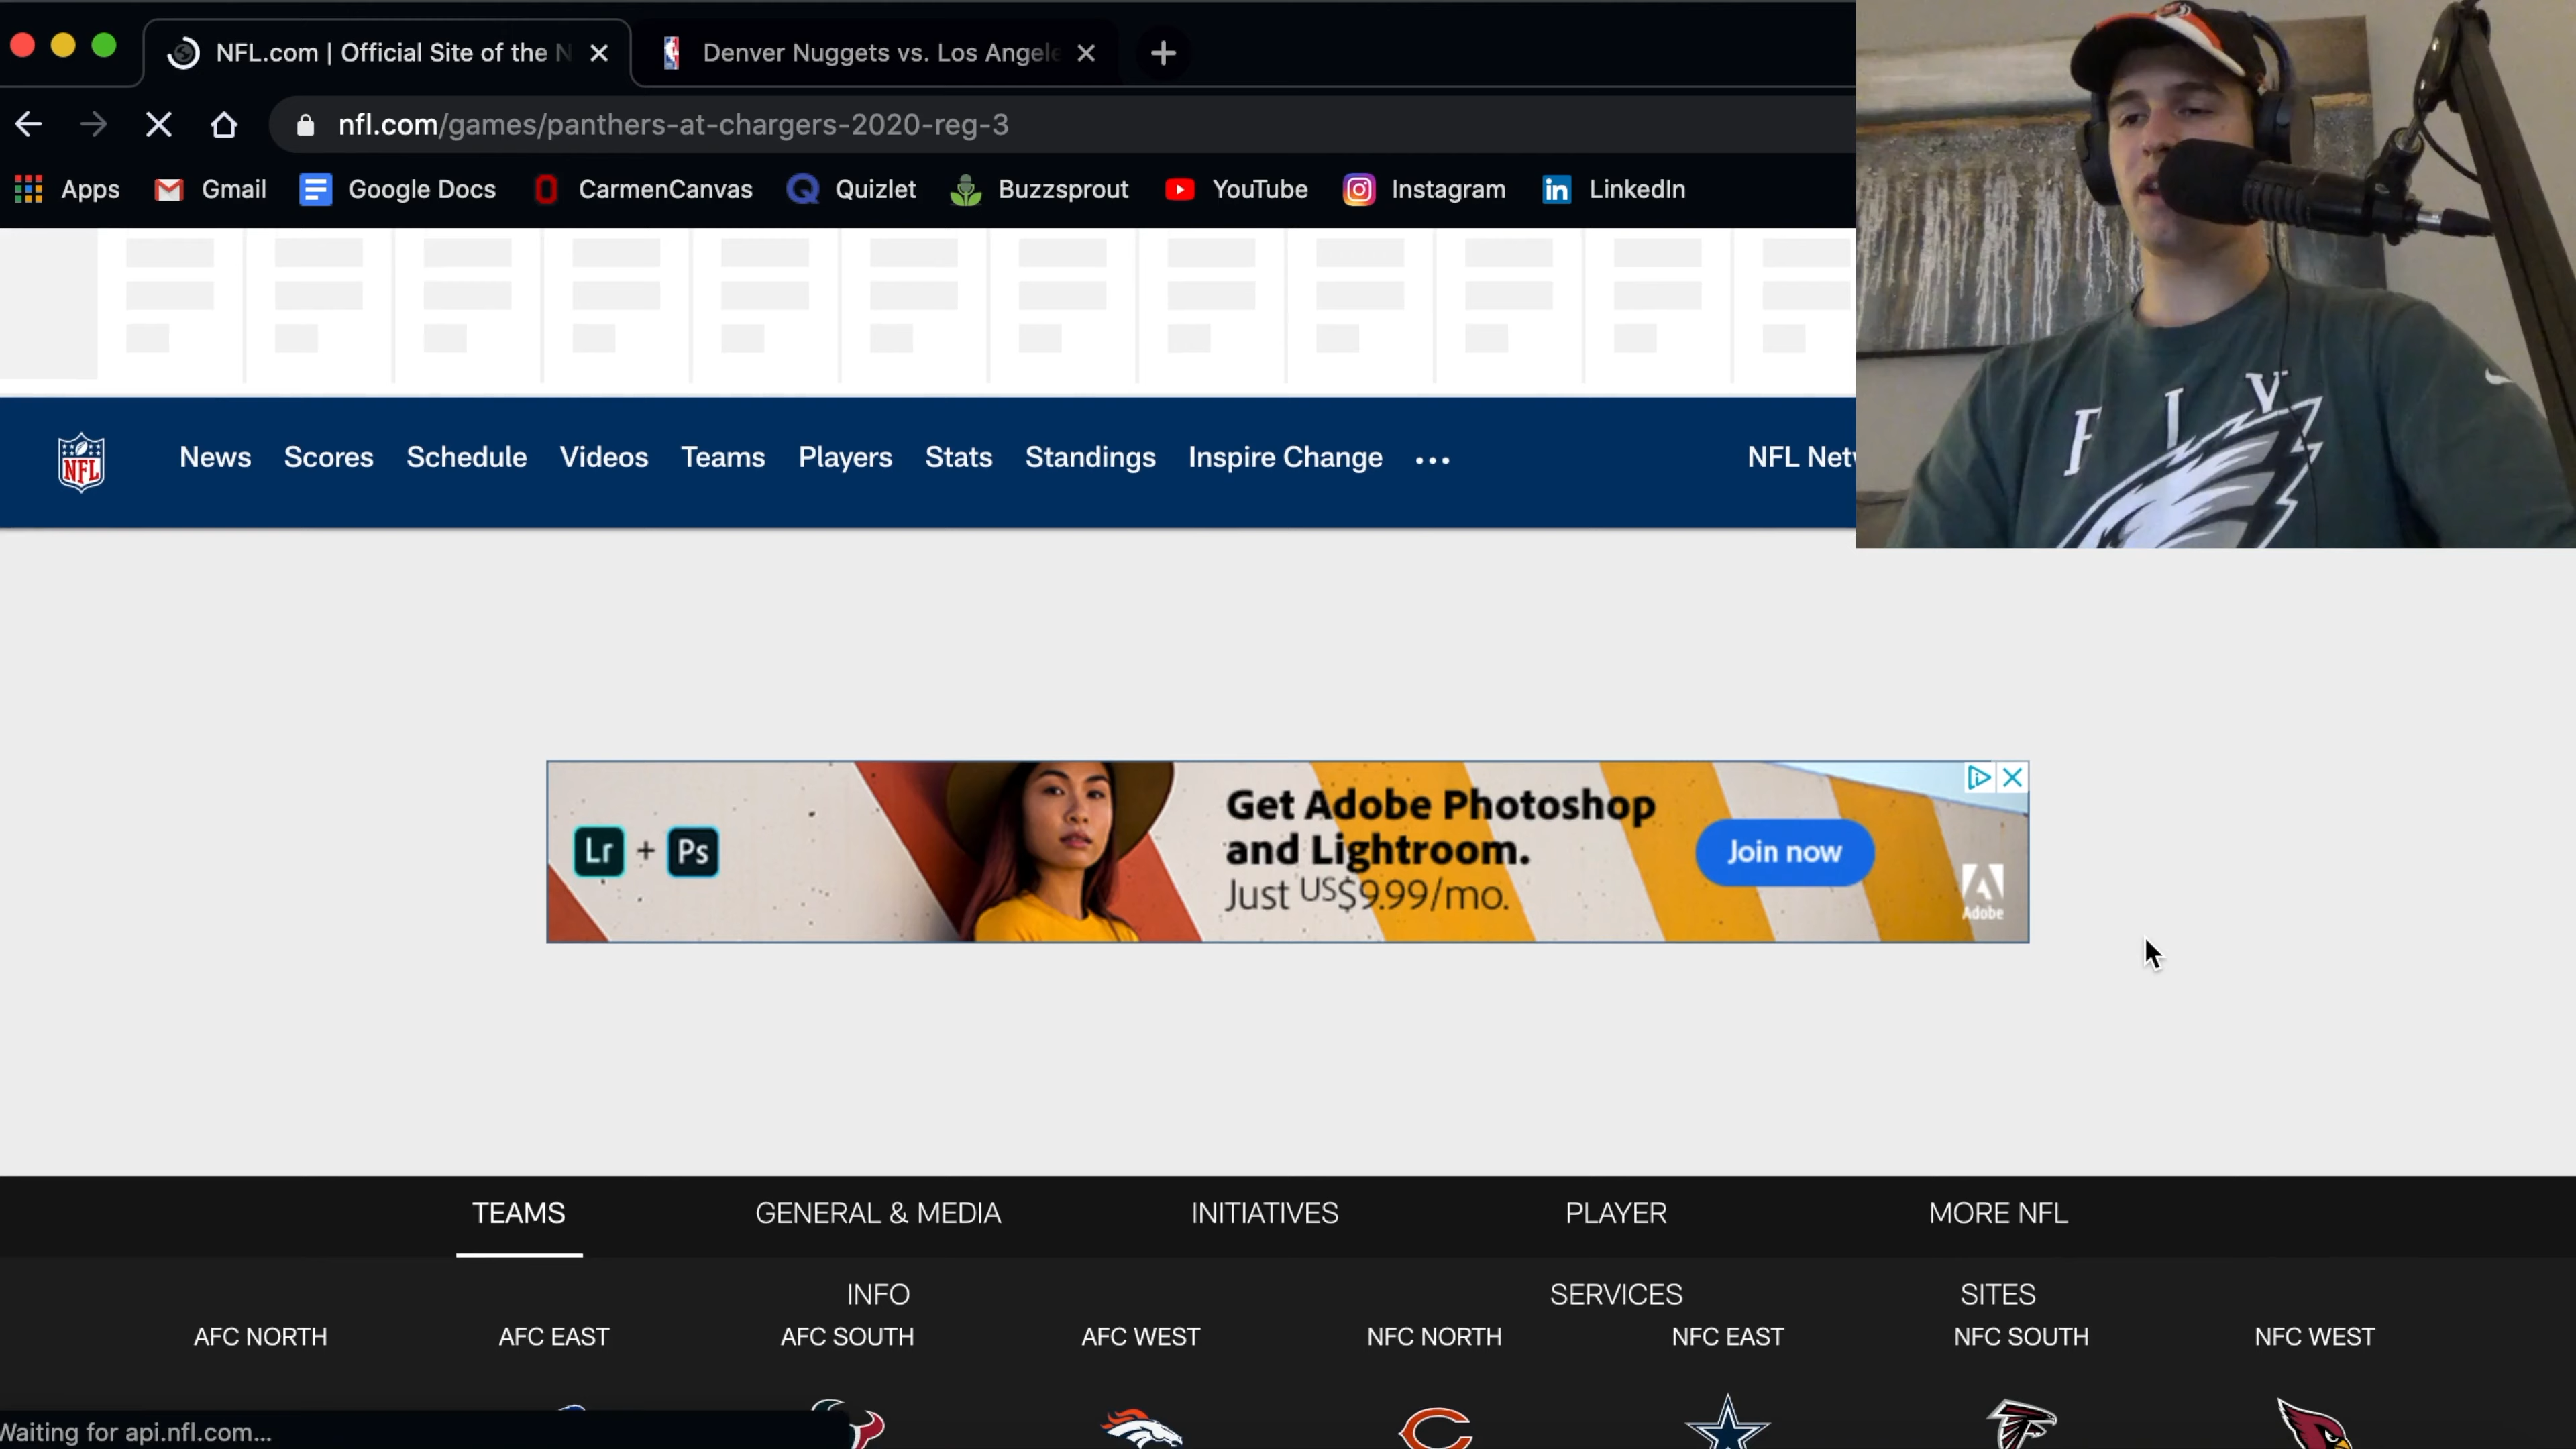 NFL.com | Official Site of the N
Denver Nuggets vs. Los Angele
nfl.com/games/panthers-at-chargers-2020-reg-3
Apps Gmail Google Docs CarmenCanvas Quizlet Buzzsprout YouTube Instagram LinkedIn
NFL News Scores Schedule Videos Teams Players Stats Standings Inspire Change ... NFL Netw
FLY
Lr + Ps
Get Adobe Photoshop
and Lightroom.
Just US$9.99/mo.
Join now
Adobe
TEAMS GENERAL & MEDIA INITIATIVES PLAYER MORE NFL
INFO SERVICES SITES
AFC NORTH AFC EAST AFC SOUTH AFC WEST NFC NORTH NFC EAST NFC SOUTH NFC WEST
Waiting for api.nfl.com...